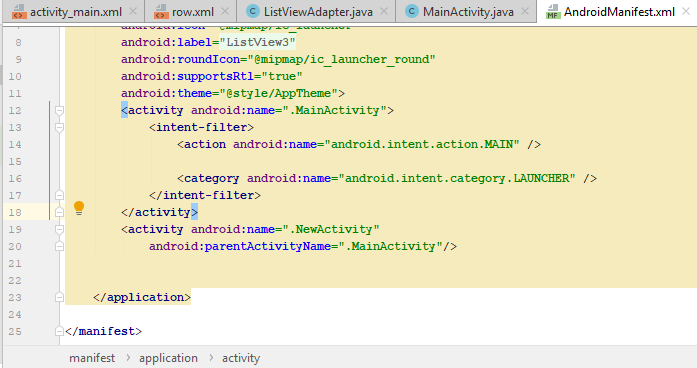 activity_main.xml row.xml ListViewAdapter.java MainActivity.java AndroidManifest.xml
8 android:label="ListView3"
9 android:roundIcon="@mipmap/ic_launcher_round"
10 android:supportsRtl="true"
11 android:theme="@style/AppTheme">
12 <activity android:name=".MainActivity">
13 <intent-filter>
14 <action android:name="android.intent.action.MAIN" />
15
16 <category android:name="android.intent.category.LAUNCHER" />
17 </intent-filter>
18 </activity>
19 <activity android:name=".NewActivity"
20 android:parentActivityName=".MainActivity"/>
21
22
23 </application>
24
25 </manifest>
manifest > application > activity